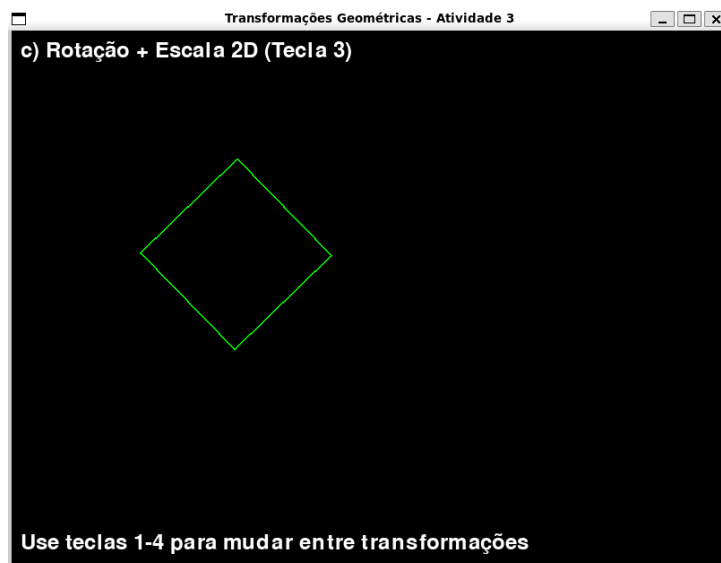 Transformações Geométricas - Atividade 3
c) Rotação + Escala 2D (Tecla 3)
Use teclas 1-4 para mudar entre transformações